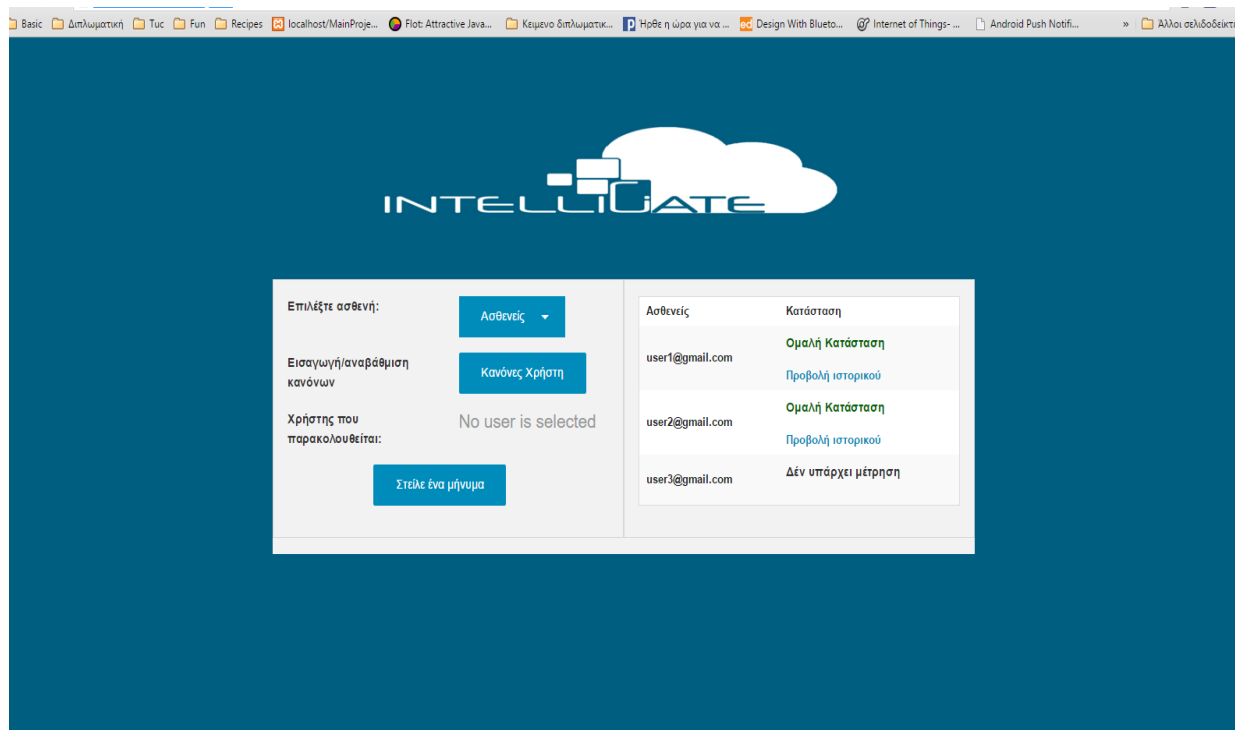 Basic Διπλωματική Tuc Fun Recipes localhost/MainProje... Flot: Attractive Java... Κειμενο διπλωματικ... Ήρθε η ώρα για να ... Design With Blueto... Internet of Things- ... Android Push Notifi... » Άλλοι σελιδοδείκτ
INTELLIGATE
Επιλέξτε ασθενή:
Ασθενείς
Εισαγωγή/αναβάθμιση
κανόνων
Κανόνες Χρήστη
Χρήστης που
παρακολουθείται:
No user is selected
Στείλε ένα μήνυμα
Ασθενείς Κατάσταση
user1@gmail.com
Ομαλή Κατάσταση
Προβολή ιστορικού
user2@gmail.com
Ομαλή Κατάσταση
Προβολή ιστορικού
user3@gmail.com
Δέν υπάρχει μέτρηση